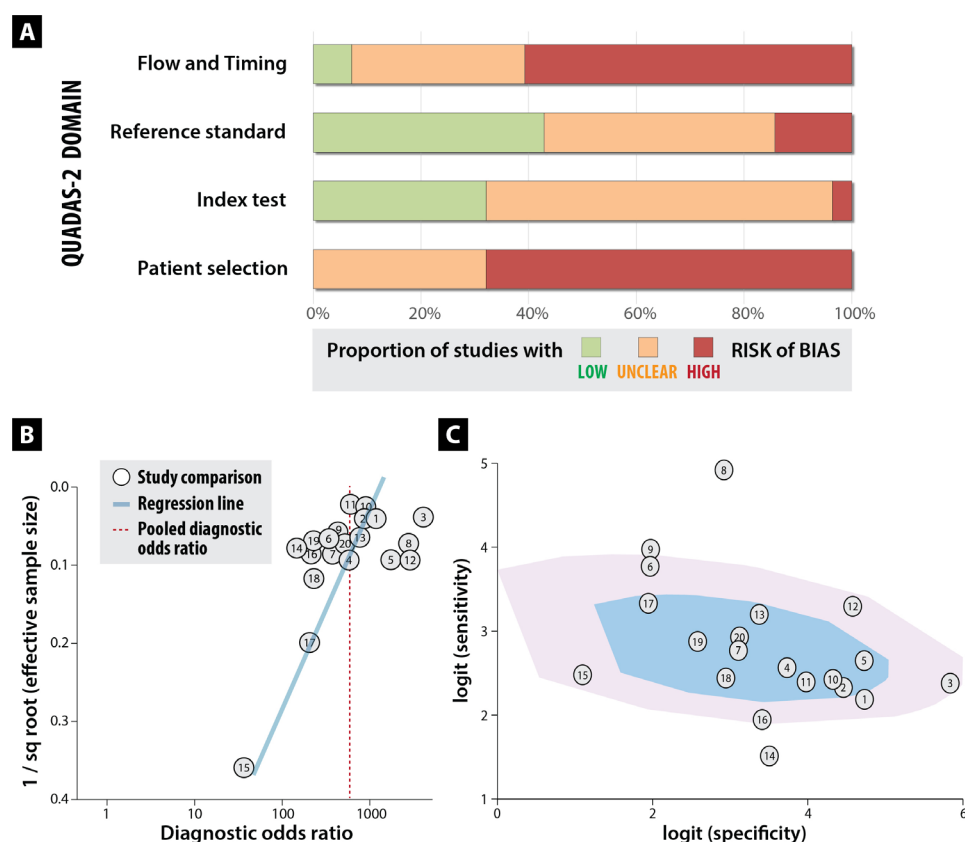 A
QUADAS-2 DOMAIN
Flow and Timing
Reference standard
Index test
Patient selection
0% 20% 40% 60% 80% 100%
Proportion of studies with RISK of BIAS
LOW UNCLEAR HIGH
B
Study comparison
Regression line
Pooled diagnostic
odds ratio
1 / sq root (effective sample size)
0.0
0.1
0.2
0.3
0.4
11 10
2 1 3
9
19 6 20 13 7
14 16 7 4 5 12
18
17
15
1 10 100 1000
Diagnostic odds ratio
C
logit (sensitivity)
5
4
3
2
1
8
9
6
17 13 12
19 20
7
15 18 4 5
11 10 2 3
1
16
14
0 2 4 6
logit (specificity)